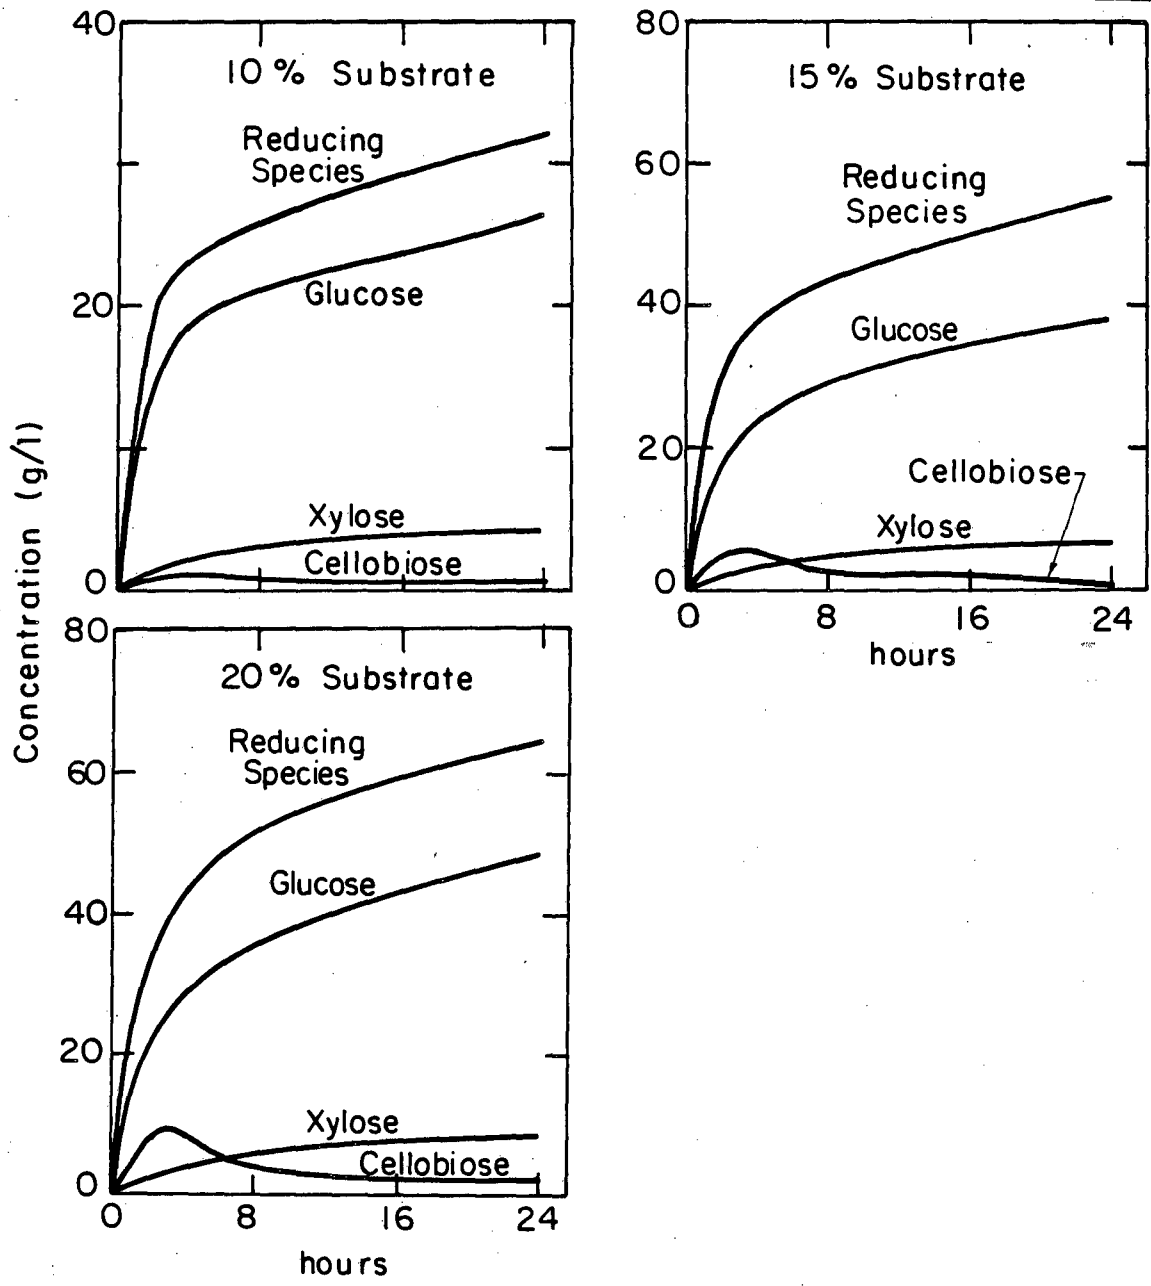 40
10% Substrate
Reducing
Species
20
Glucose
Xylose
Cellobiose
0
80
15% Substrate
60
Reducing
Species
40
Glucose
20
Cellobiose
Xylose
0
0 8 16 24
hours
Concentration (g/l)
80
20% Substrate
Reducing
Species
60
Glucose
40
20
Xylose
Cellobiose
0
0 8 16 24
hours